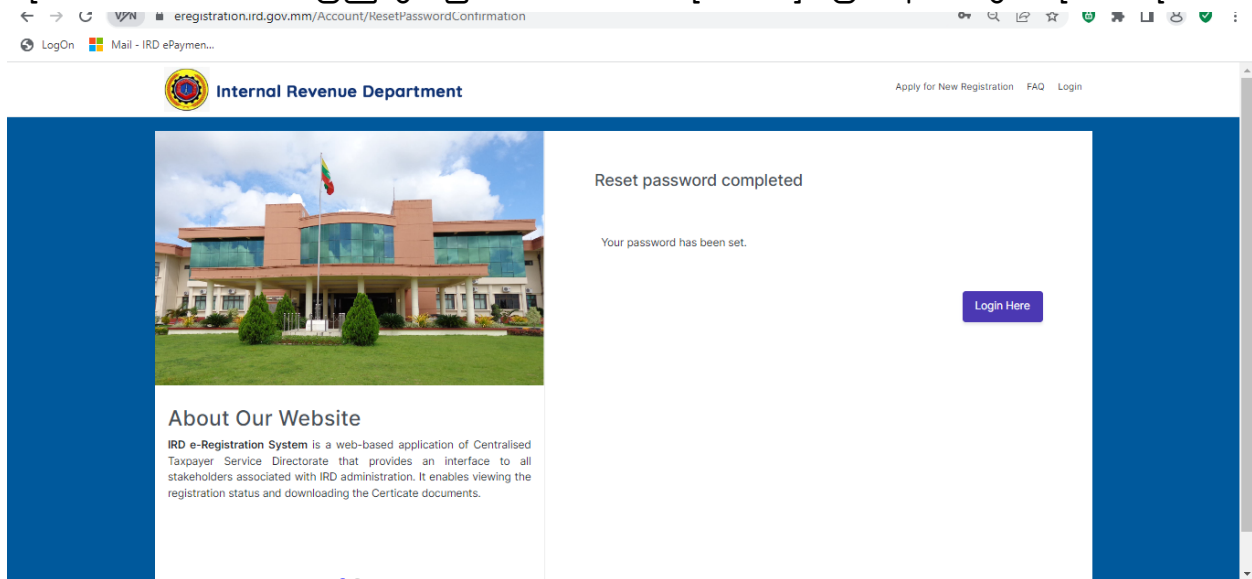 VPN eregistration.ird.gov.mm/Account/ResetPasswordConfirmation
LogOn Mail - IRD ePaymen...
Internal Revenue Department
Apply for New Registration FAQ Login
Reset password completed
Your password has been set.
Login Here
About Our Website
IRD e-Registration System is a web-based application of Centralised
Taxpayer Service Directorate that provides an interface to all
stakeholders associated with IRD administration. It enables viewing the
registration status and downloading the Certicate documents.